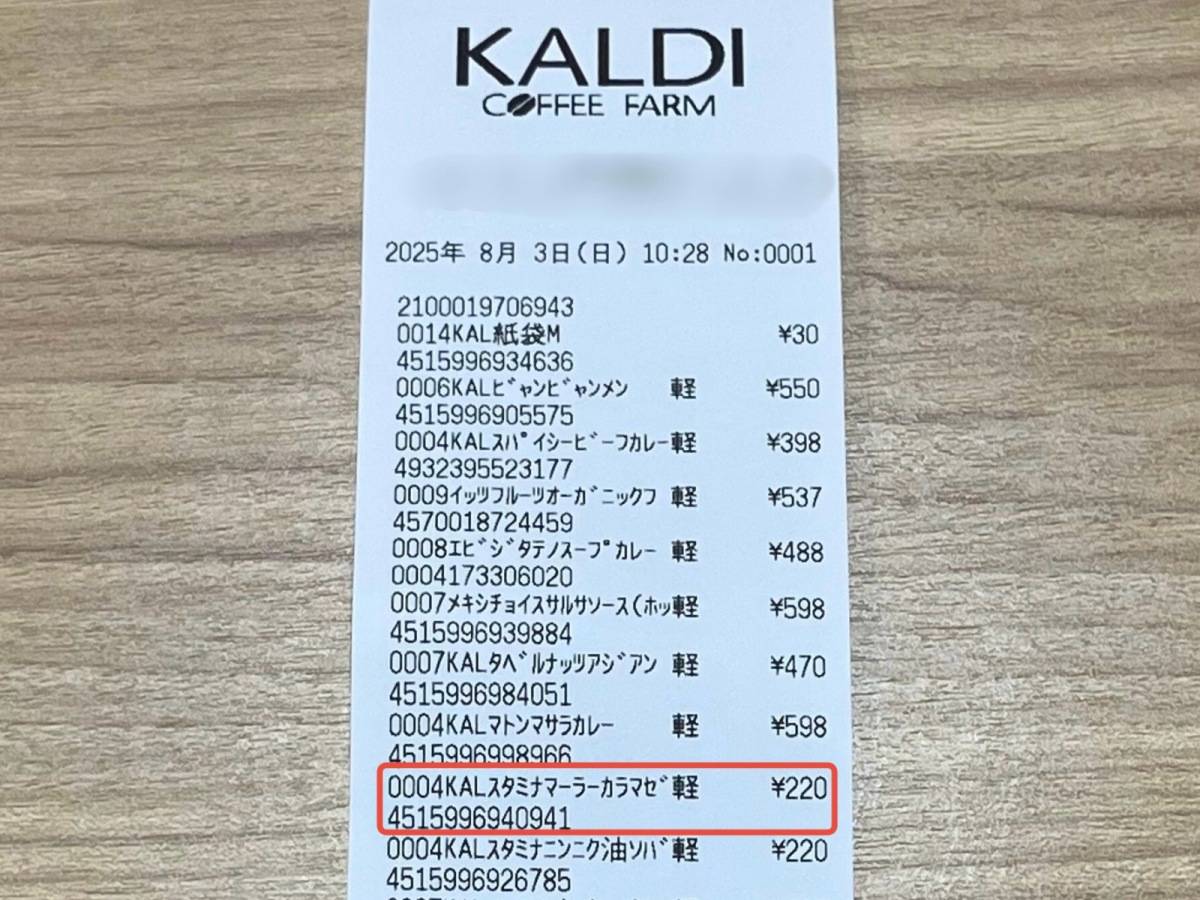 KALDI
COFFEE FARM
2025年 8月 3日(日) 10:28 No:0001
2100019706943
0014KAL紙袋M ¥30
4515996934636
0006KALビャンビャンメン 軽 ¥550
4515996905575
0004KALスパイシービーフカレー軽 ¥398
4932395523177
0009イッツフルーツオーガニックフ 軽 ¥537
4570018724459
0008エビジタテノスープカレー 軽 ¥488
0004173306020
0007メキシチョイスサルサソース(ホッ軽 ¥598
4515996939884
0007KALタベルナッツアジアン 軽 ¥470
4515996984051
0004KALマトンマサラカレー 軽 ¥598
4515996998966
0004KALスタミナマーラーカラマゼ軽 ¥220
4515996940941
0004KALスタミナニンニク油ソバ軽 ¥220
4515996926785